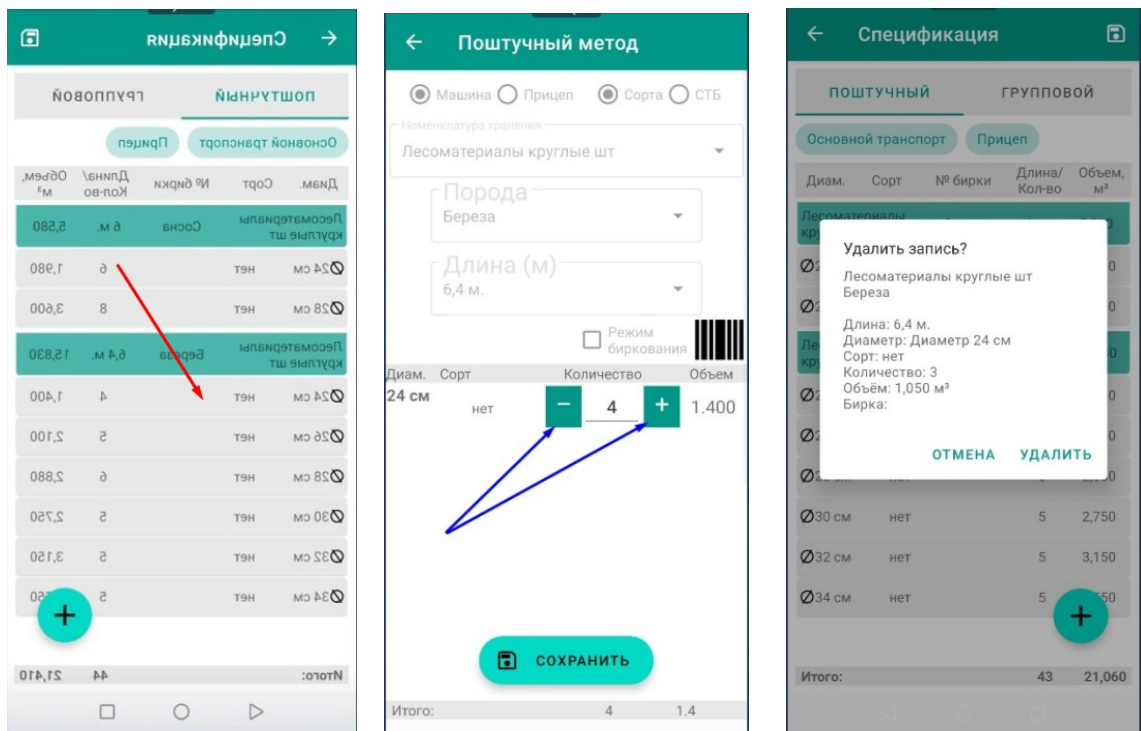 Спецификация
ПОШТУЧНЫЙ ГРУППОВОЙ
Основной транспорт Прицеп
Диам. Сорт № бирки Длина/ Кол-во Объем, м³
Лесоматериалы круглые шт Сосна 6 м. 5,580
Ø24 см нет 6 1,980
Ø28 см нет 8 3,600
Лесоматериалы круглые шт Береза 6,4 м. 15,830
Ø24 см нет 4 1,400
Ø26 см нет 5 2,100
Ø28 см нет 6 2,880
Ø30 см нет 5 2,750
Ø32 см нет 5 3,150
Ø34 см нет 5
+
Итого: 44 21,410
Поштучный метод
Машина Прицеп Сорта СТБ
Номенклатура хранения
Лесоматериалы круглые шт
Порода
Береза
Длина (м)
6,4 м.
Режим
биркования
Диам. Сорт Количество Объем
24 см нет − 4 + 1.400
СОХРАНИТЬ
Итого: 4 1.4
Спецификация
ПОШТУЧНЫЙ ГРУППОВОЙ
Основной транспорт Прицеп
Диам. Сорт № бирки Длина/ Кол-во Объем, м³
Удалить запись?
Лесоматериалы круглые шт
Береза
Длина: 6,4 м.
Диаметр: Диаметр 24 см
Сорт: нет
Количество: 3
Объём: 1,050 м³
Бирка:
ОТМЕНА УДАЛИТЬ
Ø30 см нет 5 2,750
Ø32 см нет 5 3,150
Ø34 см нет 5
+
Итого: 43 21,060